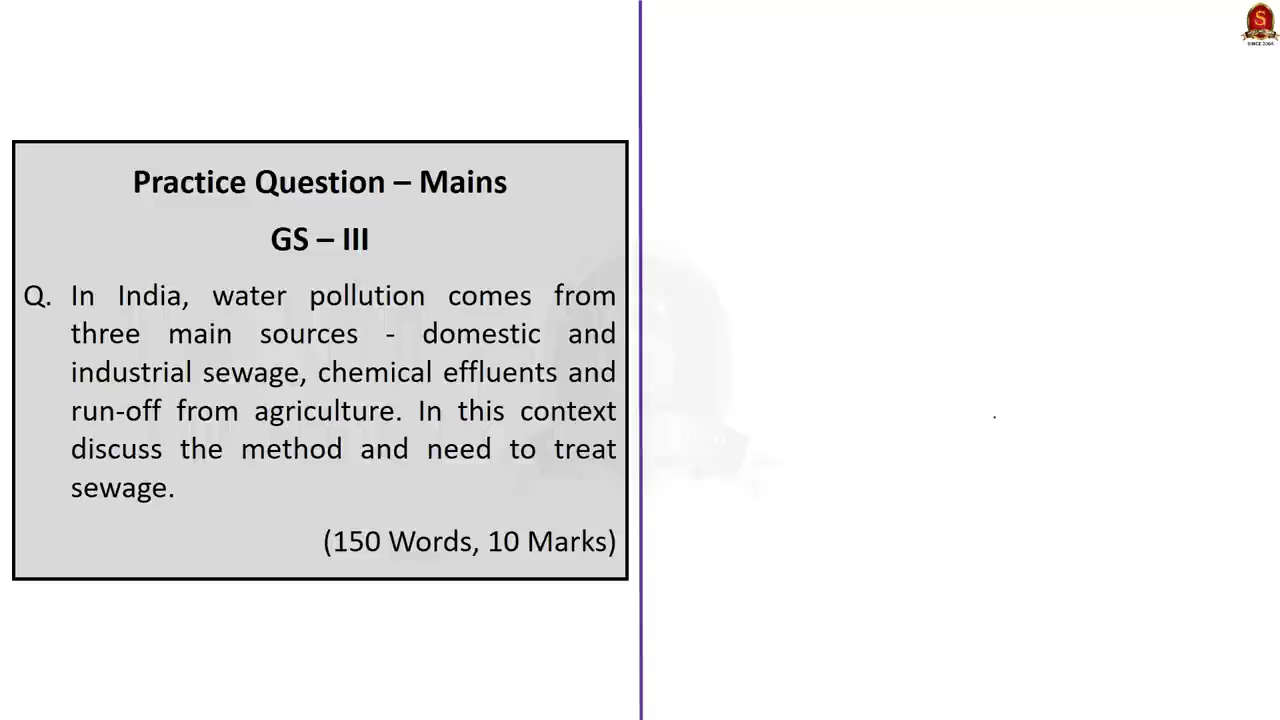 Practice Question – Mains
GS – III
Q. In India, water pollution comes from
three main sources - domestic and
industrial sewage, chemical effluents and
run-off from agriculture. In this context
discuss the method and need to treat
sewage.
(150 Words, 10 Marks)
S